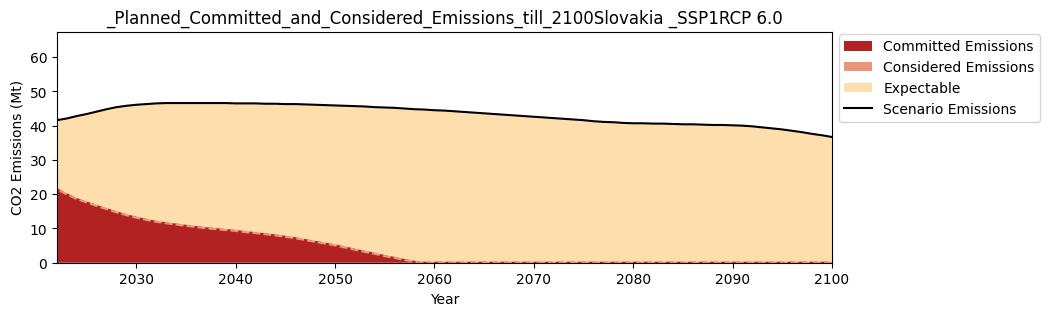 _Planned_Committed_and_Considered_Emissions_till_2100Slovakia _SSP1RCP 6.0
CO2 Emissions (Mt)
60
50
40
30
20
10
0
2030 2040 2050 2060 2070 2080 2090 2100
Year
Committed Emissions
Considered Emissions
Expectable
Scenario Emissions